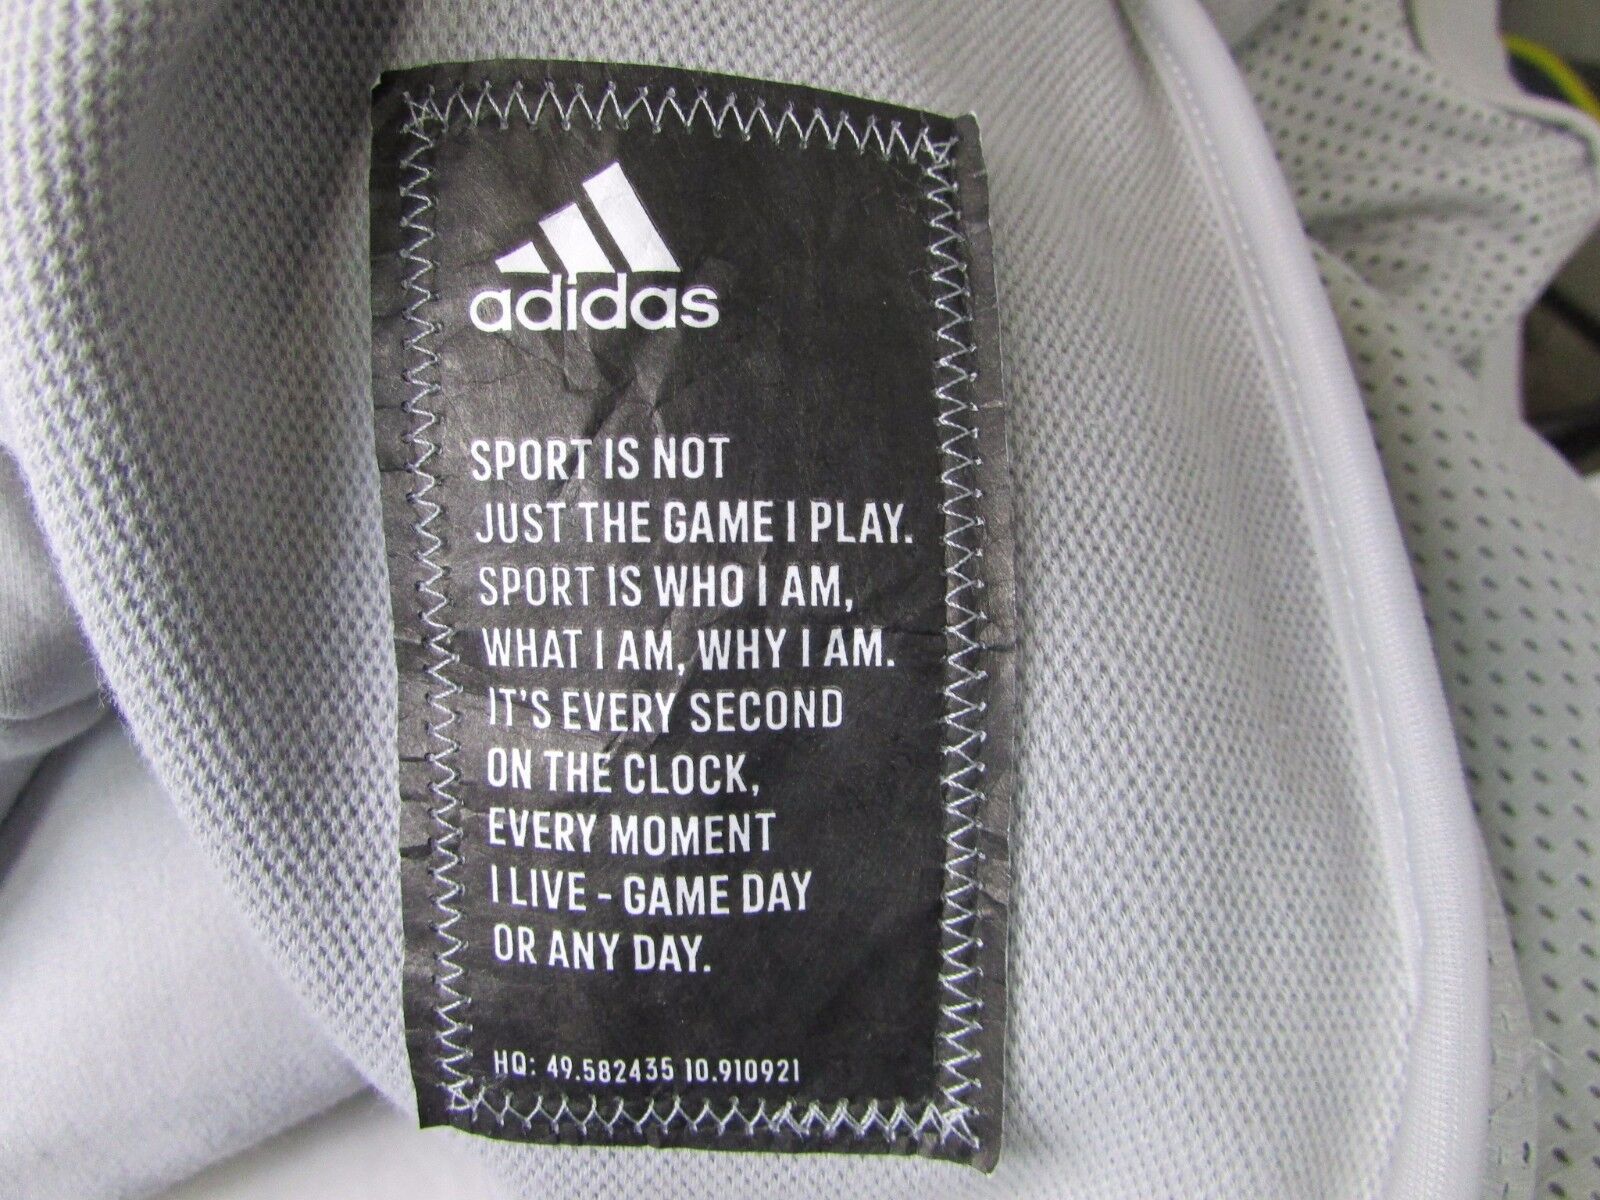 adidas
SPORT IS NOT
JUST THE GAME I PLAY.
SPORT IS WHO I AM,
WHAT I AM, WHY I AM.
IT'S EVERY SECOND
ON THE CLOCK,
EVERY MOMENT
I LIVE - GAME DAY
OR ANY DAY.
HQ: 49.582435 10.910921